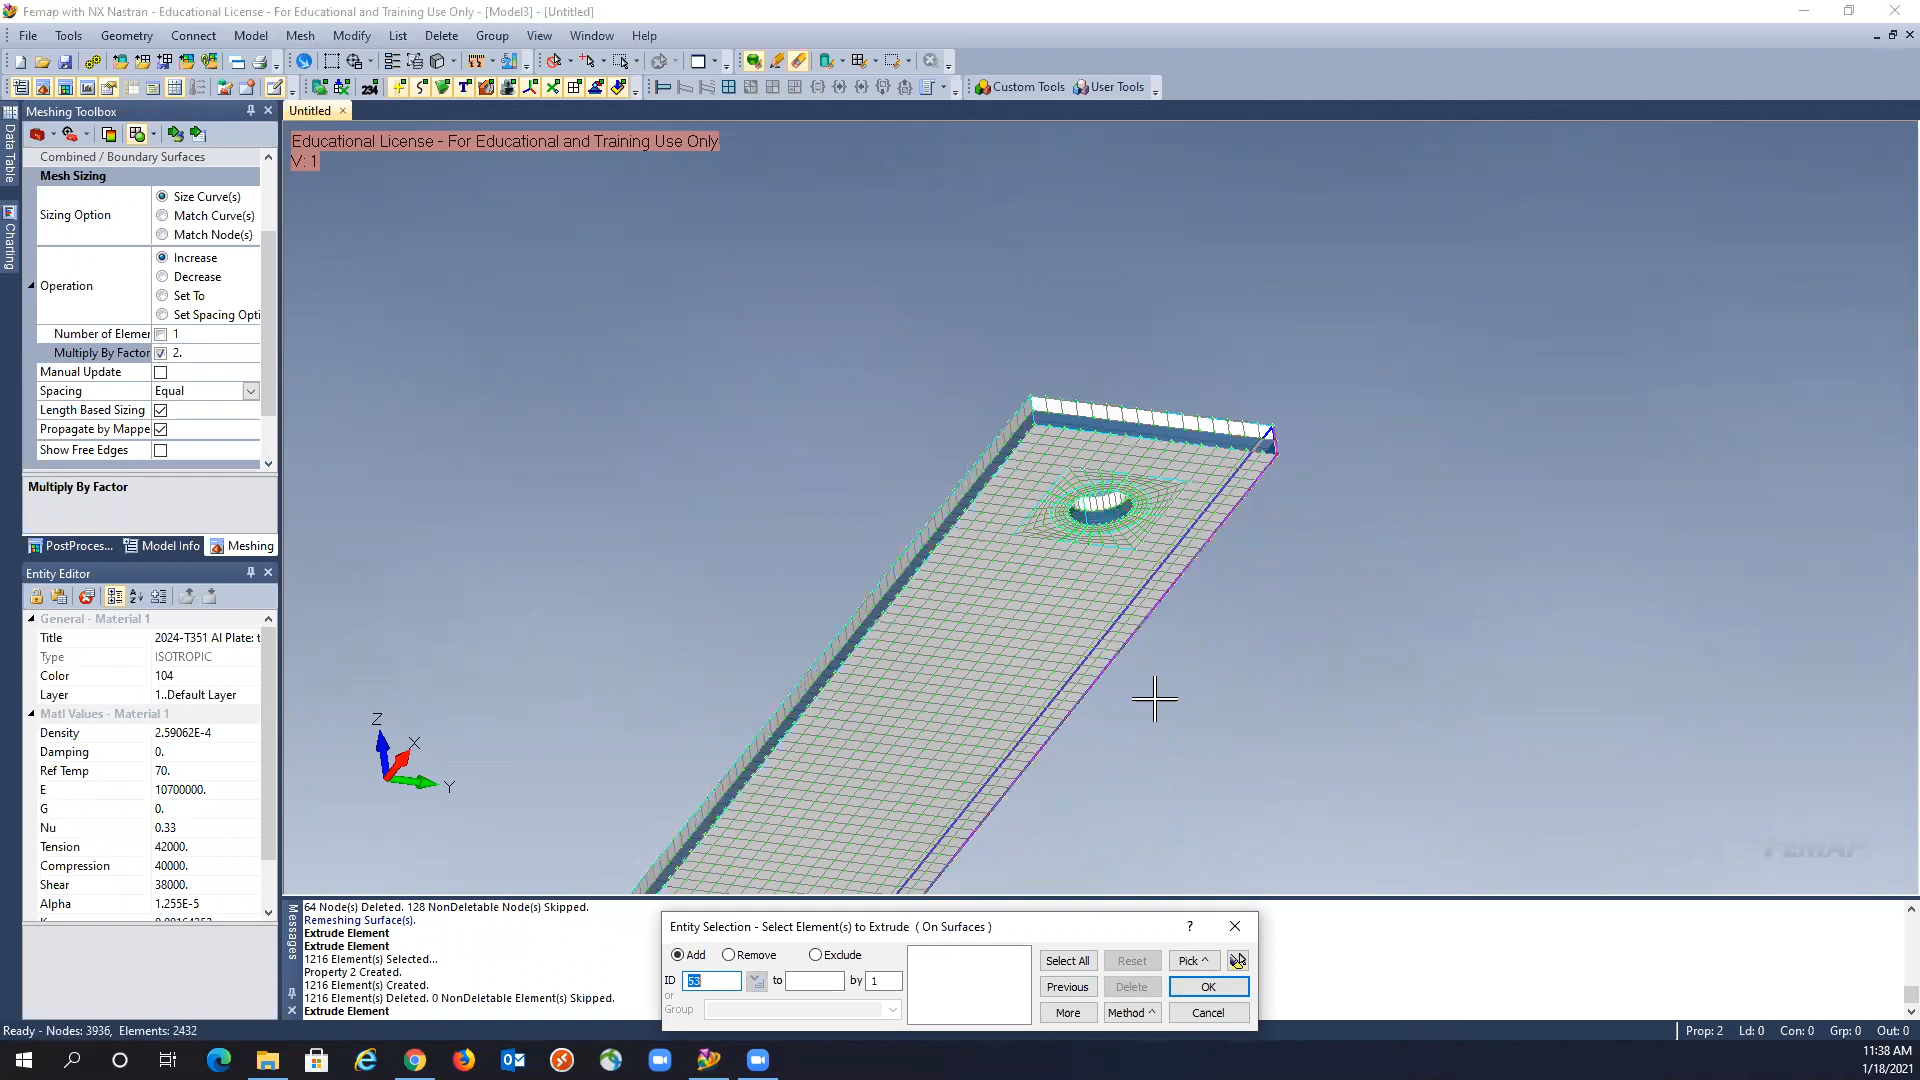 Femap with NX Nastran - Educational License - For Educational and Training Use Only - [Model3] - [Untitled]
File Tools Geometry Connect Model Mesh Modify List Delete Group View Window Help
234 Custom Tools User Tools
Meshing Toolbox
Untitled
Educational License - For Educational and Training Use Only
V: 1
Data Table
Charting
Combined / Boundary Surfaces
Mesh Sizing
Sizing Option
Size Curve(s)
Match Curve(s)
Match Node(s)
Operation
Increase
Decrease
Set To
Set Spacing Opti
Number of Elemer 1
Multiply By Factor 2.
Manual Update
Spacing Equal
Length Based Sizing
Propagate by Mappe
Show Free Edges
Multiply By Factor
PostProces... Model Info Meshing
Entity Editor
General - Material 1
Title 2024-T351 Al Plate: t
Type ISOTROPIC
Color 104
Layer 1..Default Layer
Matl Values - Material 1
Density 2.59062E-4
Damping 0.
Ref Temp 70.
E 10700000.
G 0.
Nu 0.33
Tension 42000.
Compression 40000.
Shear 38000.
Alpha 1.255E-5
Z
X
Y
FEMAP
Messages
64 Node(s) Deleted. 128 NonDeletable Node(s) Skipped.
Remeshing Surface(s).
Extrude Element
Extrude Element
1216 Element(s) Selected...
Property 2 Created.
1216 Element(s) Created.
1216 Element(s) Deleted. 0 NonDeletable Element(s) Skipped.
Extrude Element
Entity Selection - Select Element(s) to Extrude ( On Surfaces )
Add Remove Exclude
ID 53 to by 1
or
Group
Select All Reset Pick ^
Previous Delete OK
More Method ^ Cancel
Ready - Nodes: 3936, Elements: 2432
Prop: 2 Ld: 0 Con: 0 Grp: 0 Out: 0
11:38 AM
1/18/2021